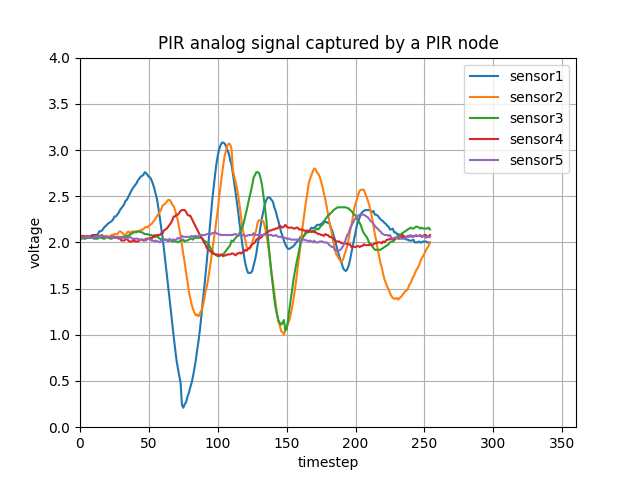 PIR analog signal captured by a PIR node
4.0
3.5
3.0
2.5
2.0
1.5
1.0
0.5
0.0
voltage
sensor1
sensor2
sensor3
sensor4
sensor5
0 50 100 150 200 250 300 350
timestep